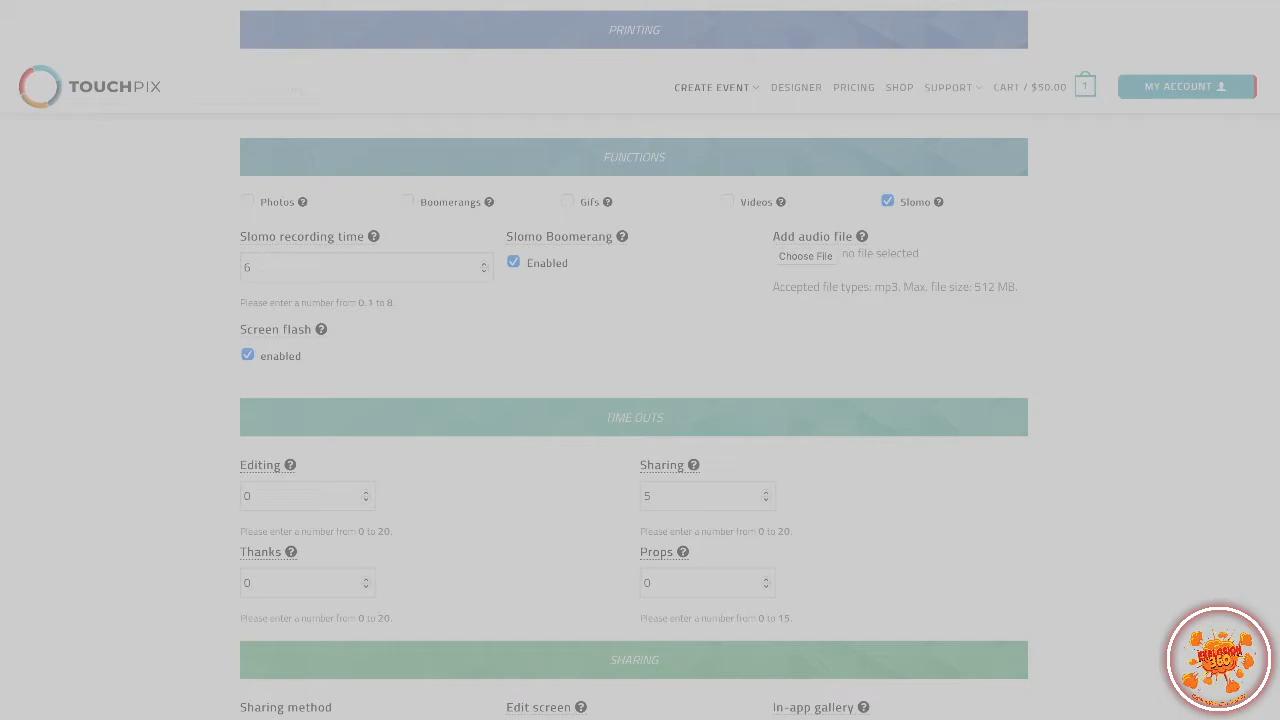 PRINTING
TOUCHPIX
CREATE EVENT DESIGNER PRICING SHOP SUPPORT CART / $50.00 1 MY ACCOUNT
FUNCTIONS
Photos ? Boomerangs ? Gifs ? Videos ? Slomo ?
Slomo recording time ? Slomo Boomerang ? Add audio file ?
6 Enabled Choose File no file selected
Please enter a number from 0.1 to 8. Accepted file types: mp3, Max. file size: 512 MB.
Screen flash ?
enabled
TIME OUTS
Editing ? Sharing ?
0 5
Please enter a number from 0 to 20. Please enter a number from 0 to 20.
Thanks ? Props ?
0 0
Please enter a number from 0 to 20. Please enter a number from 0 to 15.
SHARING
Sharing method Edit screen ? In-app gallery ?
EXPLOSION
360